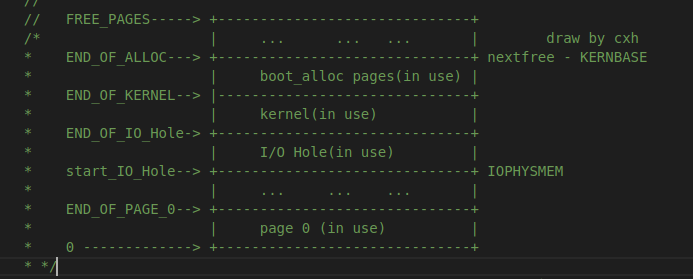 //
//   FREE_PAGES-----> +-------------------------------+
/*                    |     ...      ...   ...       |        draw by cxh
*    END_OF_ALLOC---> +-------------------------------+ nextfree - KERNBASE
*                     |     boot_alloc pages(in use) |
*    END_OF_KERNEL--> |-------------------------------+
*                     |     kernel(in use)           |
*    END_OF_IO_Hole-> +-------------------------------+
*                     |     I/O Hole(in use)         |
*    start_IO_Hole--> +-------------------------------+ IOPHYSMEM
*                     |     ...     ...    ...       |
*    END_OF_PAGE_0--> +-------------------------------+
*                     |     page 0 (in use)          |
*    0 -------------> +-------------------------------+
* */